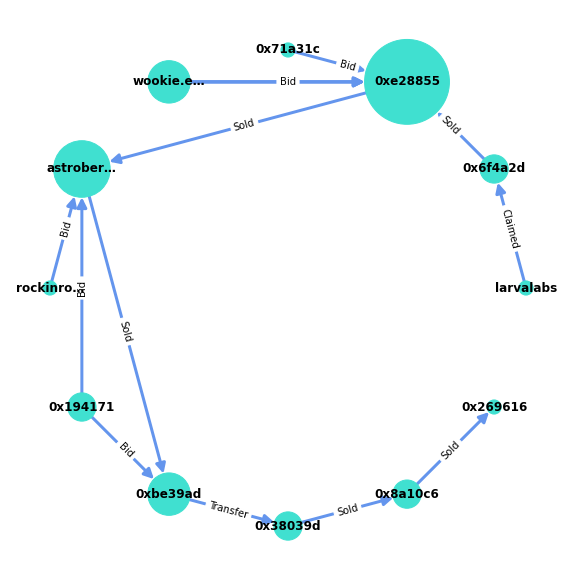 0x71a31c
Bid
wookie.e...
Bid
0xe28855
Sold
Sold
astrober...
0x6f4a2d
Bid
Claimed
rockinro...
Bid
larvalabs
Sold
0x194171
0x269616
Bid
Sold
0xbe39ad
0x8a10c6
Transfer
Sold
0x38039d